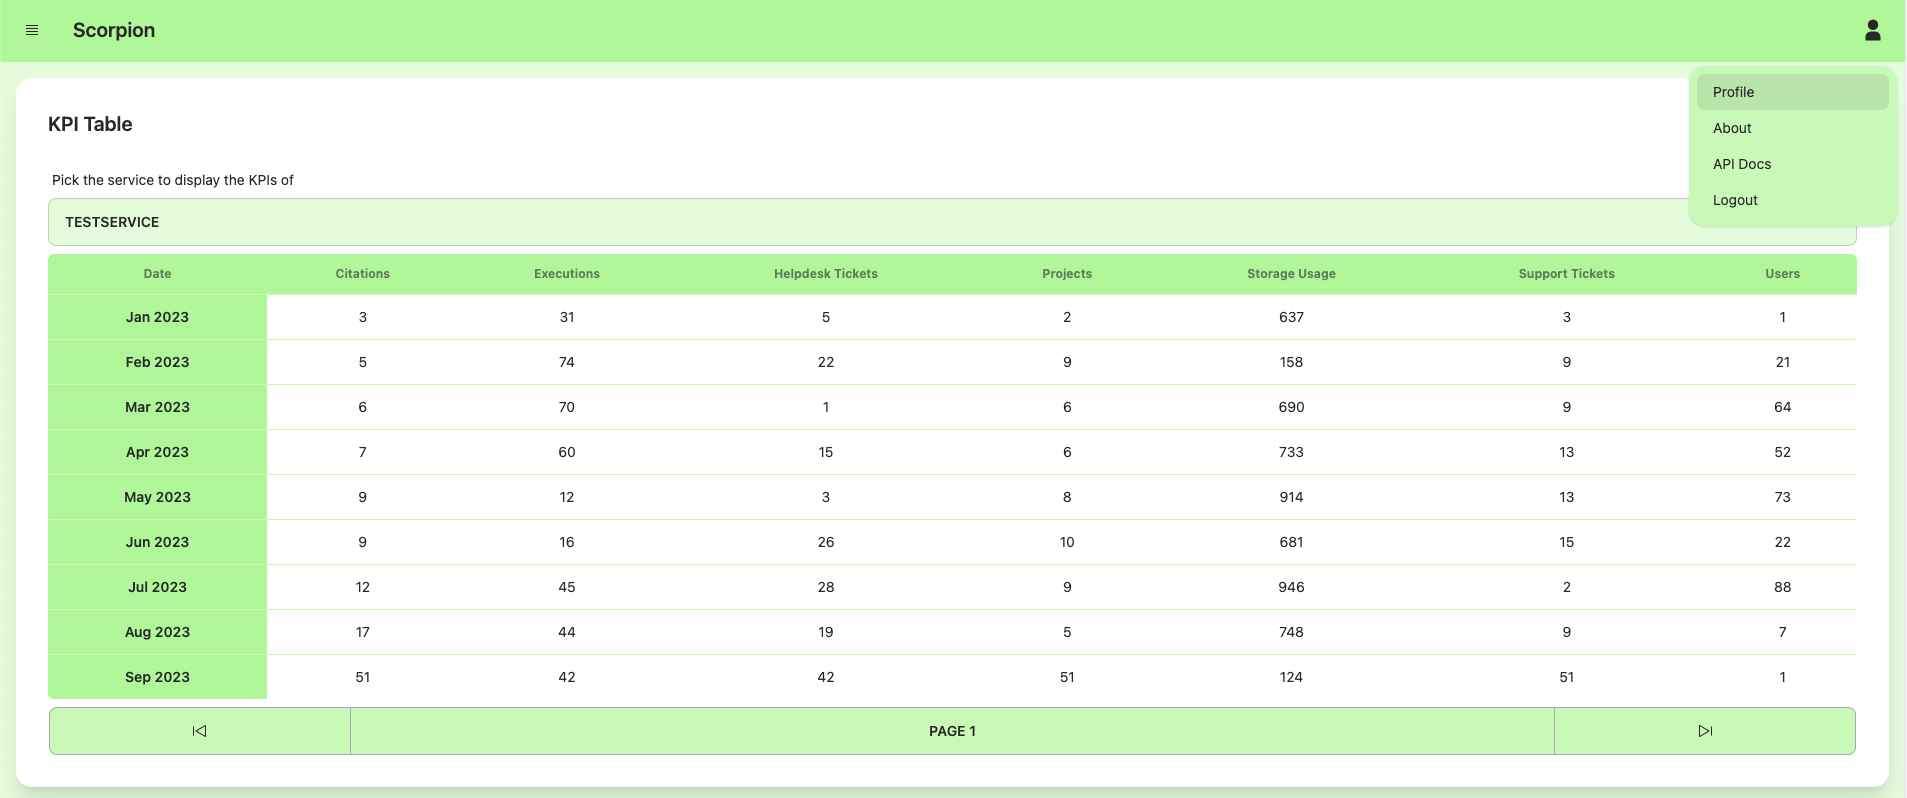 Scorpion
Profile
About
API Docs
Logout
KPI Table
Pick the service to display the KPIs of
TESTSERVICE
Date Citations Executions Helpdesk Tickets Projects Storage Usage Support Tickets Users
Jan 2023 3 31 5 2 637 3 1
Feb 2023 5 74 22 9 158 9 21
Mar 2023 6 70 1 6 690 9 64
Apr 2023 7 60 15 6 733 13 52
May 2023 9 12 3 8 914 13 73
Jun 2023 9 16 26 10 681 15 22
Jul 2023 12 45 28 9 946 2 88
Aug 2023 17 44 19 5 748 9 7
Sep 2023 51 42 42 51 124 51 1
PAGE 1